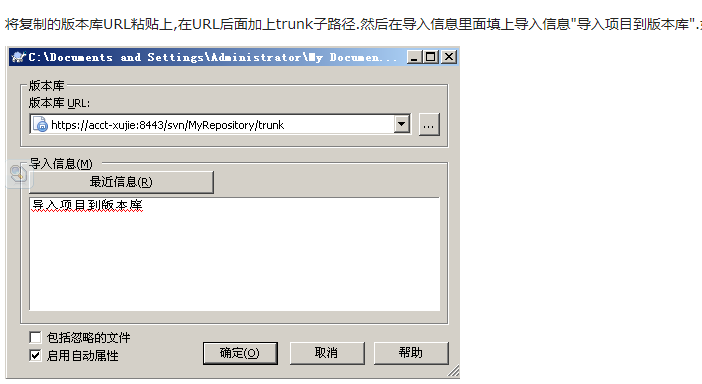 将复制的版本库URL粘贴上,在URL后面加上trunk子路径.然后在导入信息里面填上导入信息"导入项目到版本库".
C:\Documents and Settings\Administrator\My Documen...
版本库
版本库 URL:
https://acct-xujie:8443/svn/MyRepository/trunk
...
导入信息(M)
最近信息(R)
导入项目到版本库
包括忽略的文件
启用自动属性
确定(O)
取消
帮助